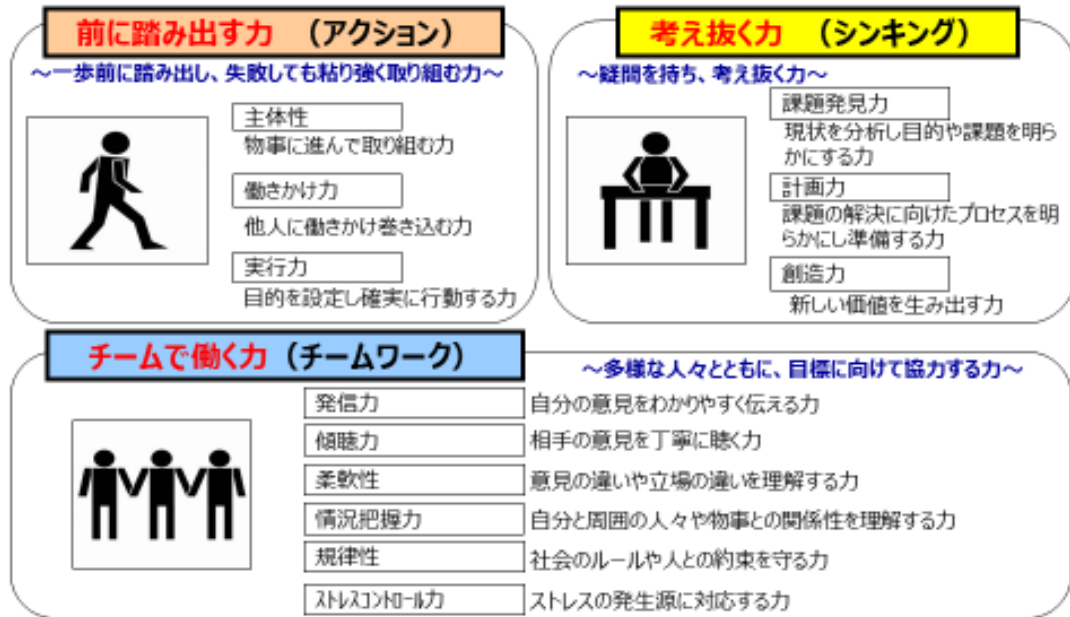 前に踏み出す力 （アクション）
～一歩前に踏み出し、失敗しても粘り強く取り組む力～
主体性
物事に進んで取り組む力
働きかけ力
他人に働きかけ巻き込む力
実行力
目的を設定し確実に行動する力
考え抜く力 （シンキング）
～疑問を持ち、考え抜く力～
課題発見力
現状を分析し目的や課題を明ら
かにする力
計画力
課題の解決に向けたプロセスを明
らかにし準備する力
創造力
新しい価値を生み出す力
チームで働く力 （チームワーク）
～多様な人々とともに、目標に向けて協力する力～
発信力 自分の意見をわかりやすく伝える力
傾聴力 相手の意見を丁寧に聴く力
柔軟性 意見の違いや立場の違いを理解する力
情況把握力 自分と周囲の人々や物事との関係性を理解する力
規律性 社会のルールや人との約束を守る力
ｽﾄﾚｽｺﾝﾄﾛｰﾙ力 ストレスの発生源に対応する力